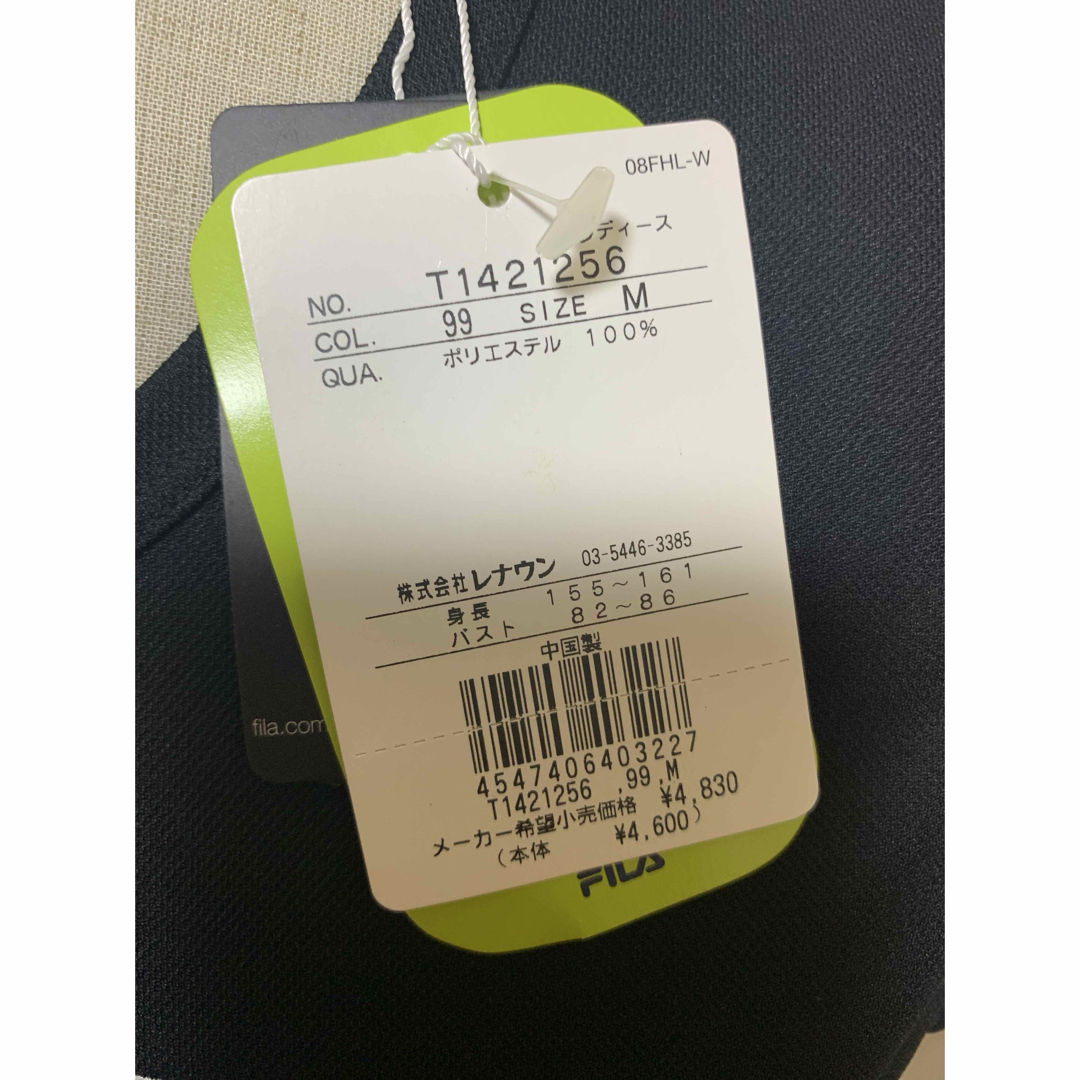 08FHL-W
ディース
NO. T1421256
COL. 99 SIZE M
QUA. ポリエステル 100%
株式会社レナウン 03-5446-3385
身長 155~161
バスト 82~86
中国製
4547406403227
T1421256 ,99,M
メーカー希望小売価格 ¥4,830
(本体 ¥4,600)
fila.com
FILA